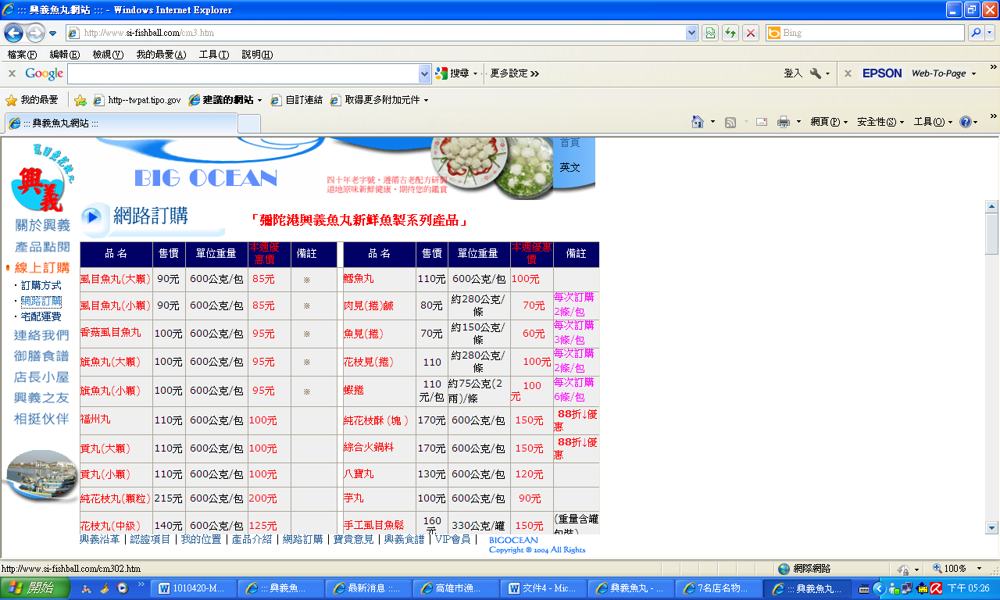 ::: 興義魚丸網站 ::: - Windows Internet Explorer
http://www.si-fishball.com/cm3.htm
Bing
檔案(F) 編輯(E) 檢視(V) 我的最愛(A) 工具(T) 說明(H)
x Google 搜尋 更多設定 >> 登入 x EPSON Web-To-Page
我的最愛 http--twpat.tipo.gov 建議的網站 自訂連結 取得更多附加元件
::: 興義魚丸網站 ::: 網頁(P) 安全性(S) 工具(O)
虱目魚丸花枝丸
興義
BIG OCEAN
四十年老字號・遵循古老配方研製
道地原味新鮮健康・期待您的鑑賞
首頁
英文
關於興義
產品點閱
線上訂購
・訂購方式
・網路訂購
・宅配運費
連絡我們
御膳食譜
店長小屋
興義之友
相挺伙伴
網路訂購
「彌陀港興義魚丸新鮮魚製系列產品」
品 名 售價 單位重量 本週優惠價 備註 品 名 售價 單位重量 本週優惠價 備註
虱目魚丸(大顆) 90元 600公克/包 85元 ※ 鱈魚丸 110元 600公克/包 100元
虱目魚丸(小顆) 90元 600公克/包 85元 ※ 肉見(捲)鹹 80元 約280公克/條 70元 每次訂購2條/包
香菇虱目魚丸 100元 600公克/包 95元 ※ 魚見(捲) 70元 約150公克/條 60元 每次訂購3條/包
旗魚丸(大顆) 100元 600公克/包 95元 ※ 花枝見(捲) 110 約280公克/條 100元 每次訂購2條/包
旗魚丸(小顆) 100元 600公克/包 95元 ※ 蝦捲 110元/包 約75公克(2兩)/條 100元 每次訂購6條/包
福州丸 110元 600公克/包 100元 純花枝酥 (塊 ) 170元 600公克/包 150元 88折↓優惠
貢丸(大顆) 110元 600公克/包 100元 綜合火鍋料 170元 600公克/包 150元 88折↓優惠
貢丸(小顆) 110元 600公克/包 100元 八寶丸 130元 600公克/包 120元
純花枝丸(顆粒) 215元 600公克/包 200元 芋丸 100元 600公克/包 90元
花枝丸(中級) 140元 600公克/包 125元 手工虱目魚鬆 160元 330公克/罐 150元 (重量含罐包裝)
興義沿革 | 認證項目 | 我的位置 | 產品介紹 | 網路訂購 | 寶貴意見 | 興義食譜 | VIP會員 |
BIGOCEAN
Copyright ® 2004 All Rights
http://www.si-fishball.com/cm302.htm 網際網路 100%
開始 1010420-M... ::: 興義魚... 最新消息 ::... 高雄市漁... 文件4 - Mic... 興義魚丸 - ... 7名店名物... ::: 興義魚丸... 下午 05:26